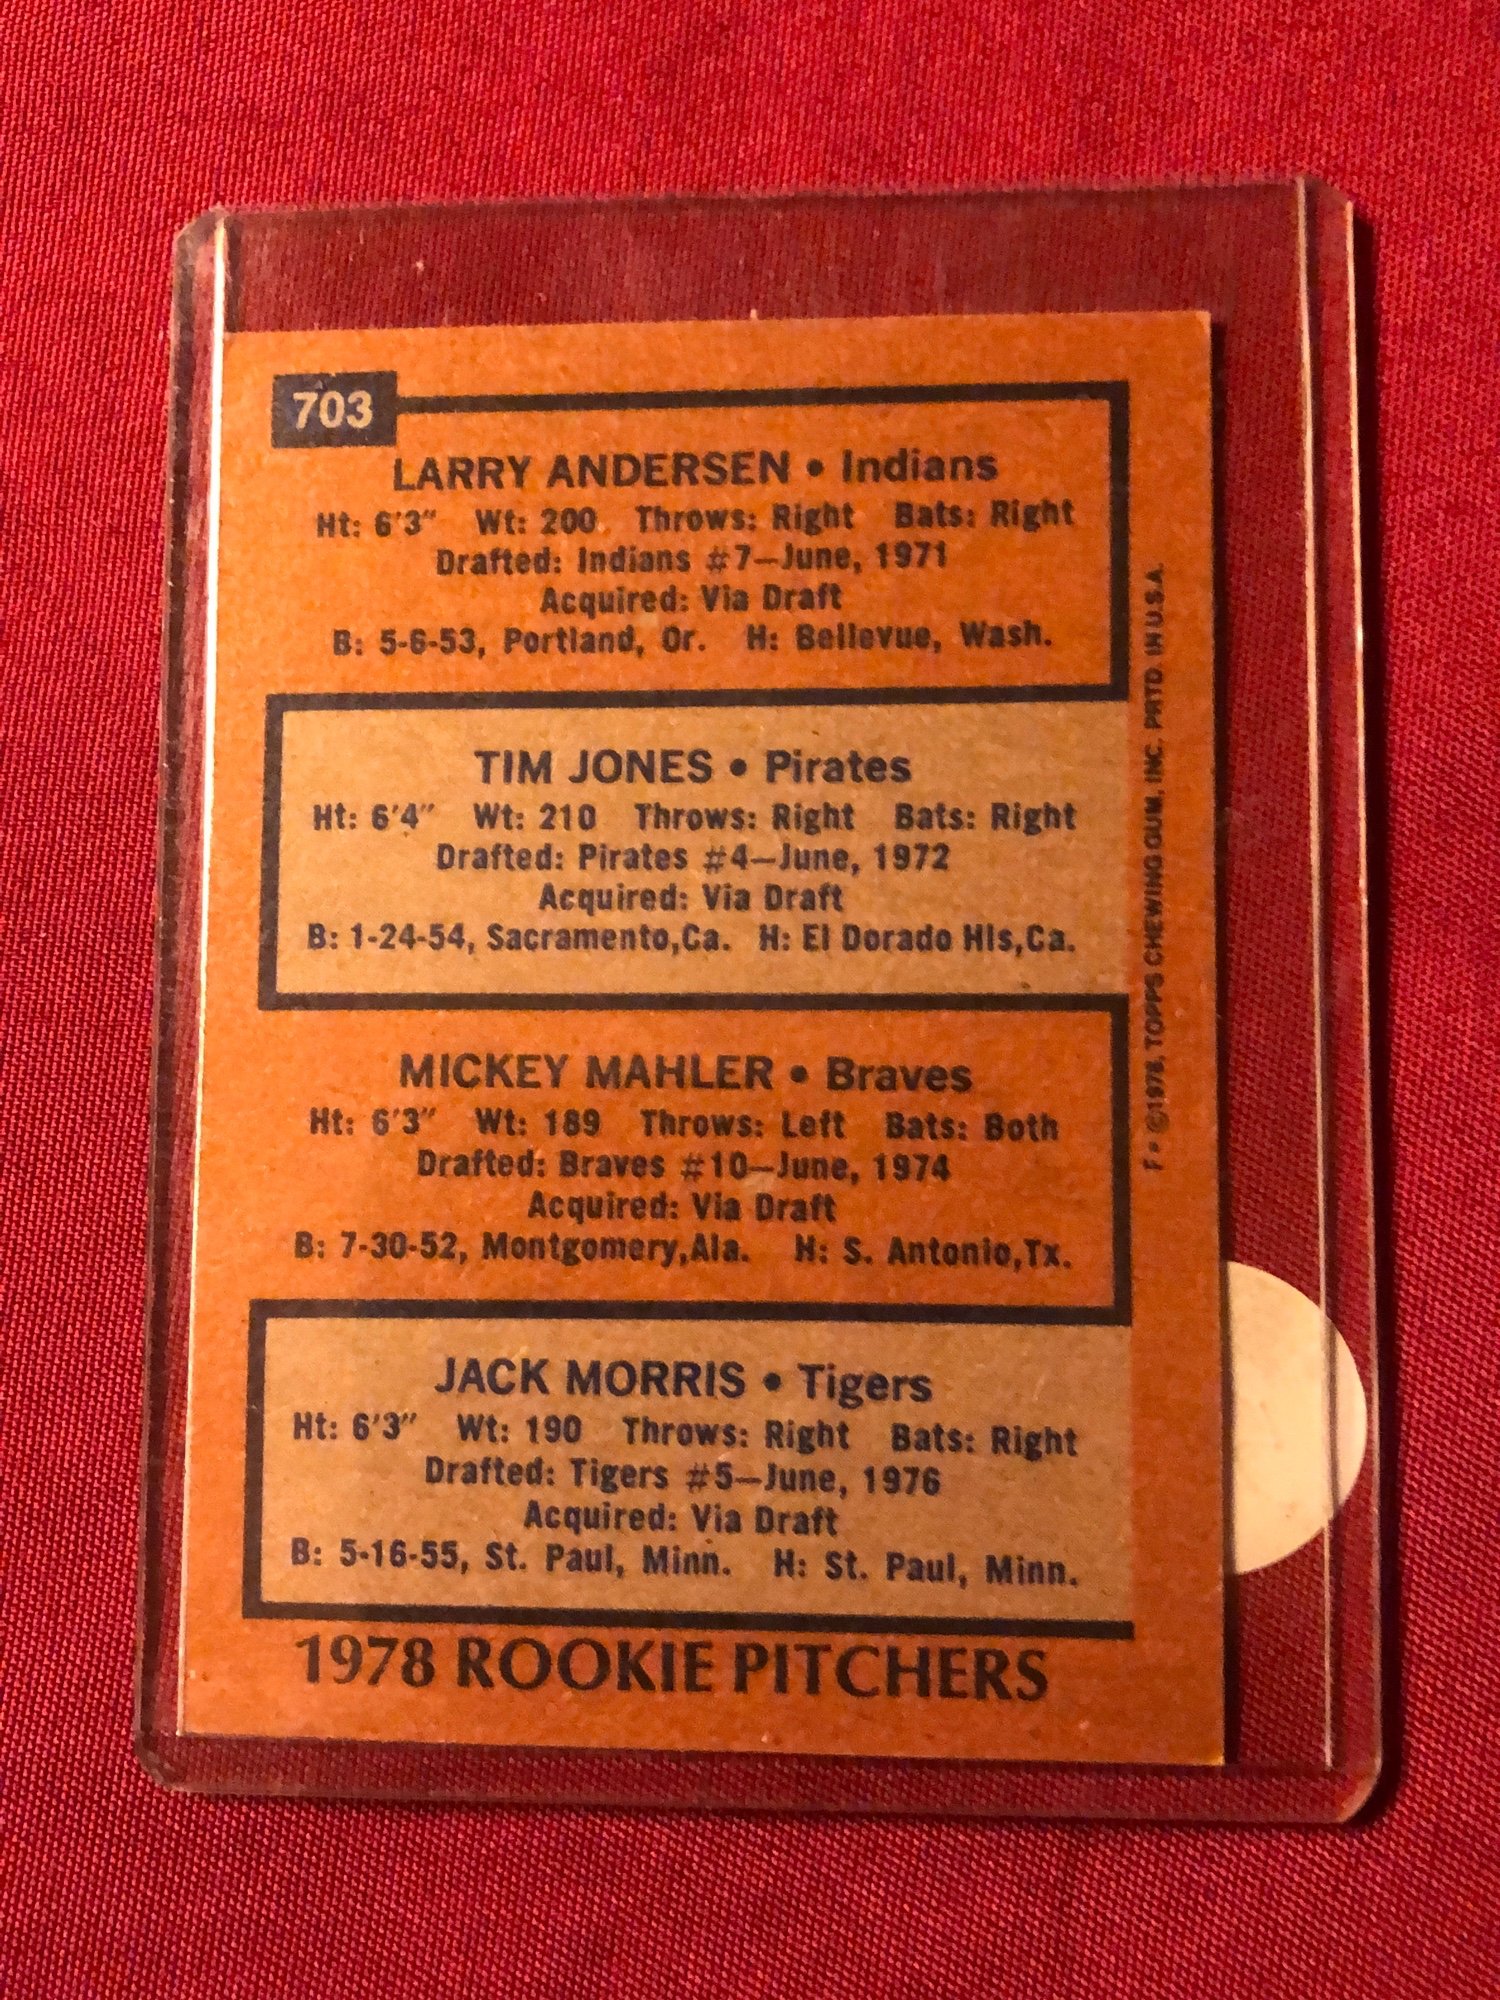 703
LARRY ANDERSEN • Indians
Ht: 6'3" Wt: 200 Throws: Right Bats: Right
Drafted: Indians #7—June, 1971
Acquired: Via Draft
B: 5-6-53, Portland, Or. H: Bellevue, Wash.
TIM JONES • Pirates
Ht: 6'4" Wt: 210 Throws: Right Bats: Right
Drafted: Pirates #4—June, 1972
Acquired: Via Draft
B: 1-24-54, Sacramento,Ca. H: El Dorado Hls,Ca.
MICKEY MAHLER • Braves
Ht: 6'3" Wt: 189 Throws: Left Bats: Both
Drafted: Braves #10—June, 1974
Acquired: Via Draft
B: 7-30-52, Montgomery,Ala. H: S. Antonio,Tx.
JACK MORRIS • Tigers
Ht: 6'3" Wt: 190 Throws: Right Bats: Right
Drafted: Tigers #5—June, 1976
Acquired: Via Draft
B: 5-16-55, St. Paul, Minn. H: St. Paul, Minn.
1978 ROOKIE PITCHERS
F* ©1978, TOPPS CHEWING GUM, INC. PRTD. IN U.S.A.